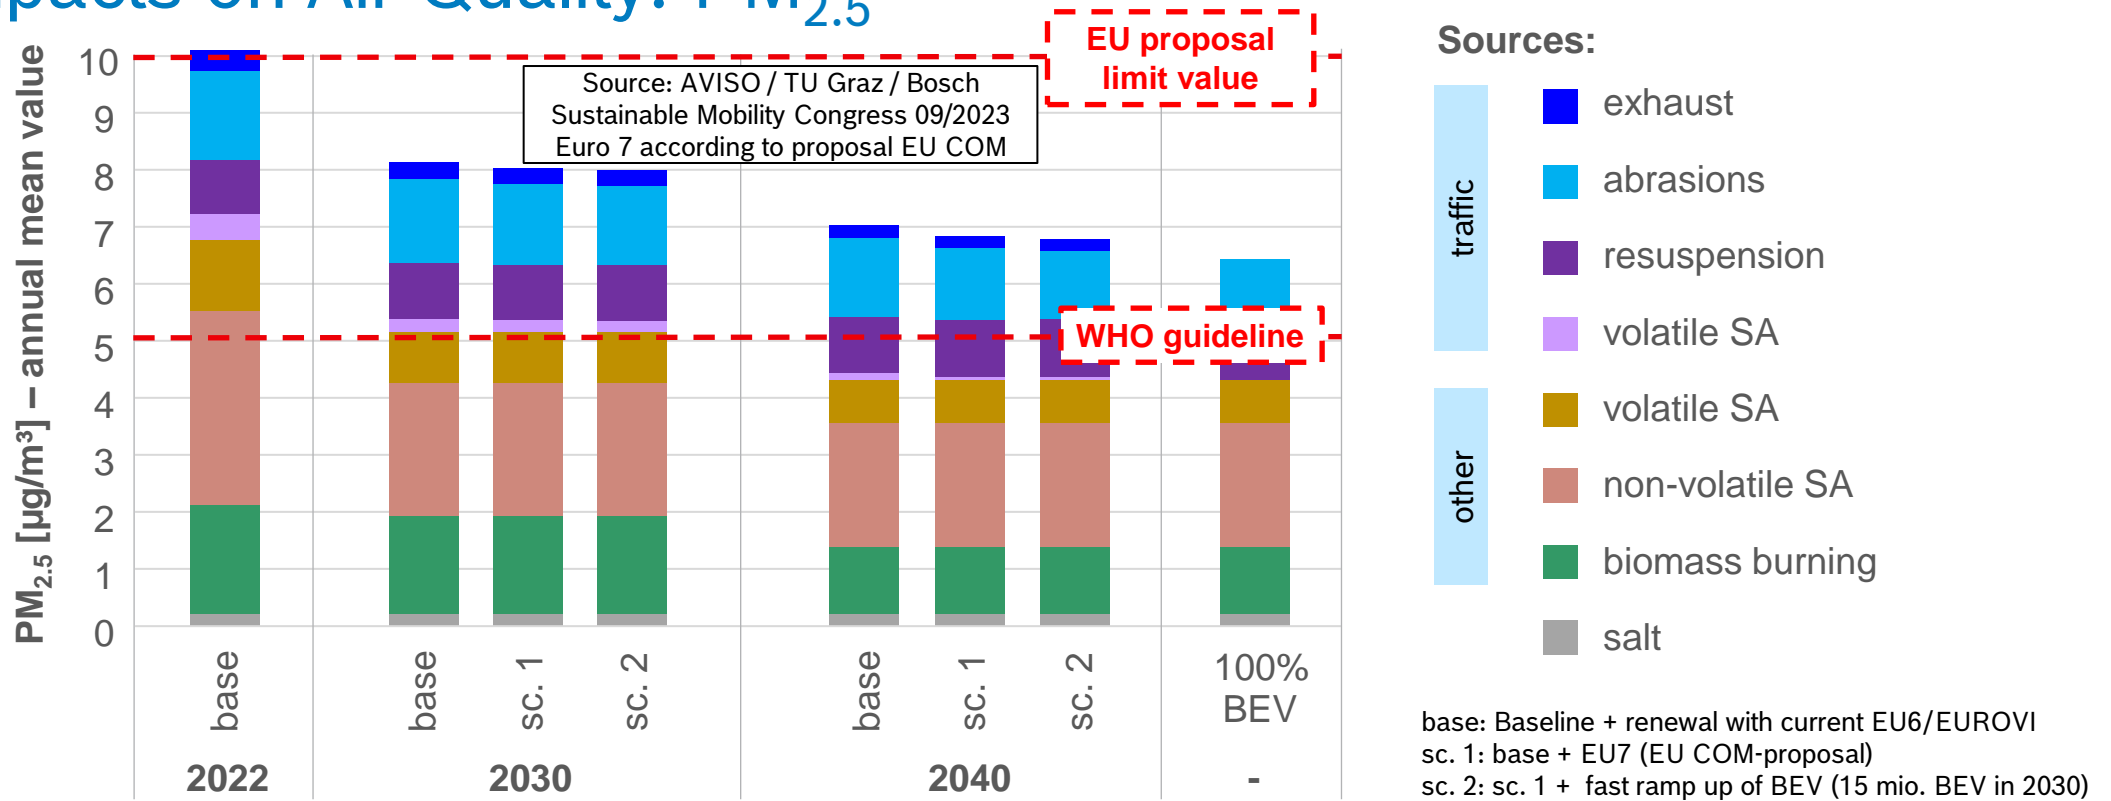 pacts on Air Quality: PM2.5
PM2.5 [µg/m³] – annual mean value
10
9
8
7
6
5
4
3
2
1
0
EU proposal
limit value
Source: AVISO / TU Graz / Bosch
Sustainable Mobility Congress 09/2023
Euro 7 according to proposal EU COM
WHO guideline
base
base
sc. 1
sc. 2
base
sc. 1
sc. 2
100%
BEV
2022
2030
2040
-
Sources:
traffic
exhaust
abrasions
resuspension
volatile SA
other
volatile SA
non-volatile SA
biomass burning
salt
base: Baseline + renewal with current EU6/EUROVI
sc. 1: base + EU7 (EU COM-proposal)
sc. 2: sc. 1 + fast ramp up of BEV (15 mio. BEV in 2030)